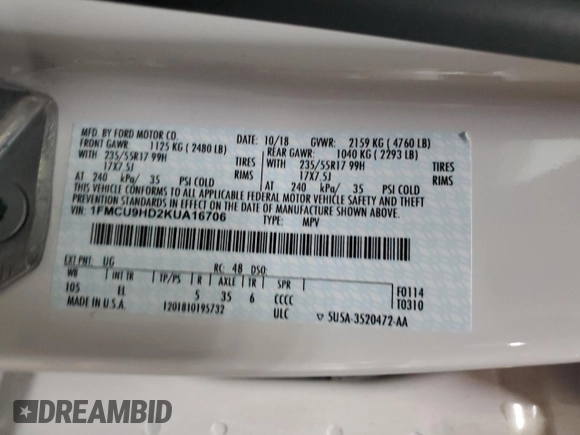 MFD. BY FORD MOTOR CO. 10/18 GVWR: 2159 KG ( 4760 LB)
FRONT GAWR: 1125 KG ( 2480 LB) REAR GAWR: 1040 KG ( 2293 LB)
WITH 235/55R17 99H TIRES WITH 235/55R17 99H TIRES
17X7.5J RIMS 17X7.5J RIMS
AT 240 kPa/ 35 PSI COLD AT 240 kPa/ 35 PSI COLD
THIS VEHICLE CONFORMS TO ALL APPLICABLE FEDERAL MOTOR VEHICLE SAFETY AND THEFT
PREVENTION STANDARDS IN EFFECT ON THE DATE OF MANUFACTURE SHOWN ABOVE.
VIN: 1FMCU9HD2KUA16706 TYPE: MPV
EXT PNT: UG RC: 48 DSO:
WB INT TR TP/PS R AXLE TR SPR
105 EL 5 35 6 CCCC F0114
MADE IN U.S.A. 1201810195732 ULC T0310
5U5A-3520472-AA
DREAMBID